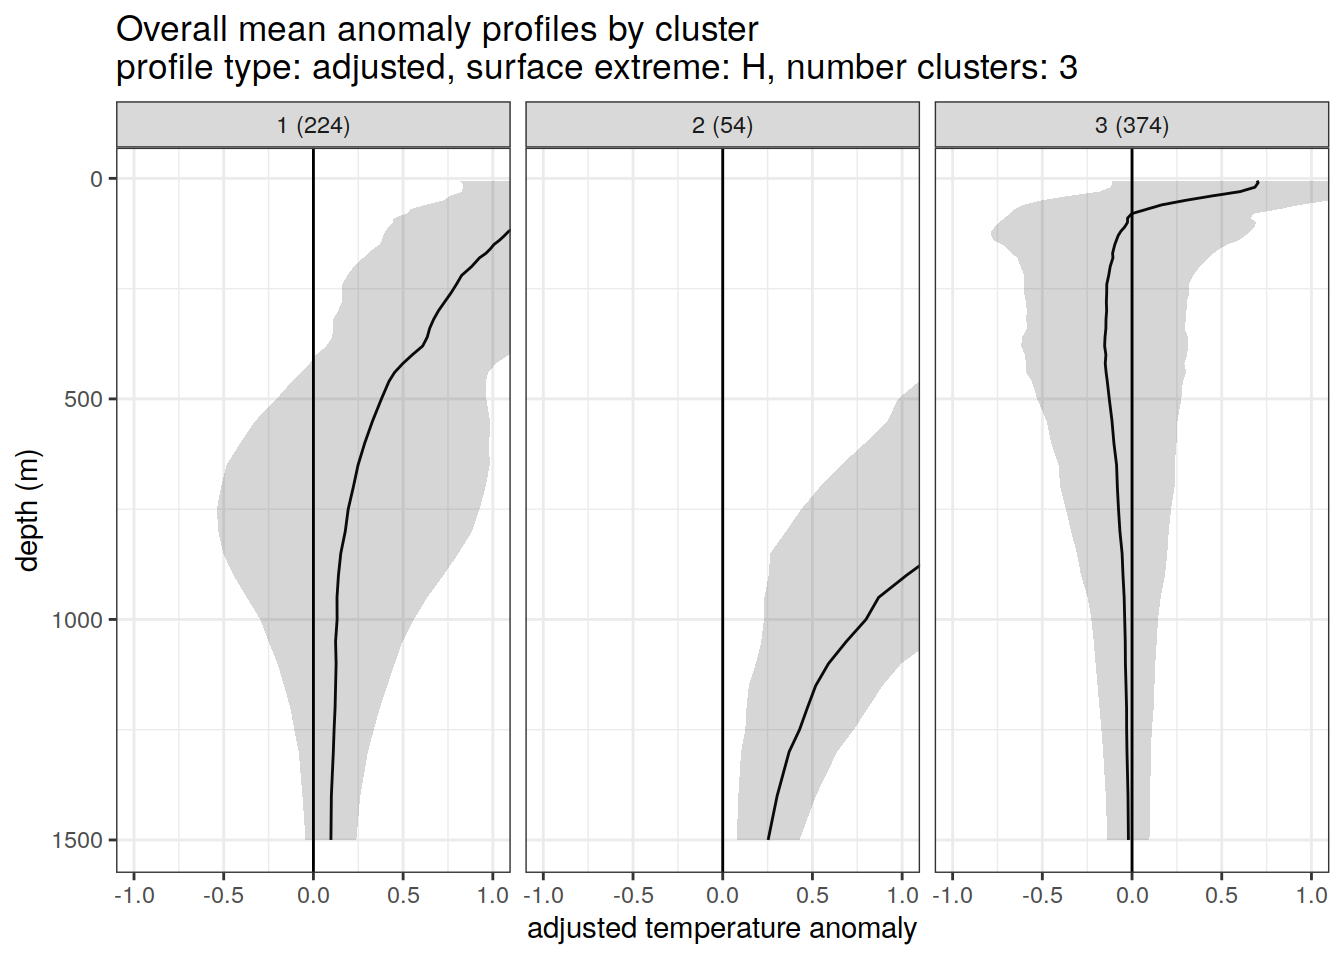 Overall mean anomaly profiles by cluster
profile type: adjusted, surface extreme: H, number clusters: 3
1 (224)
2 (54)
3 (374)
0
500
1000
1500
depth (m)
-1.0 -0.5 0.0 0.5 1.0
-1.0 -0.5 0.0 0.5 1.0
-1.0 -0.5 0.0 0.5 1.0
adjusted temperature anomaly